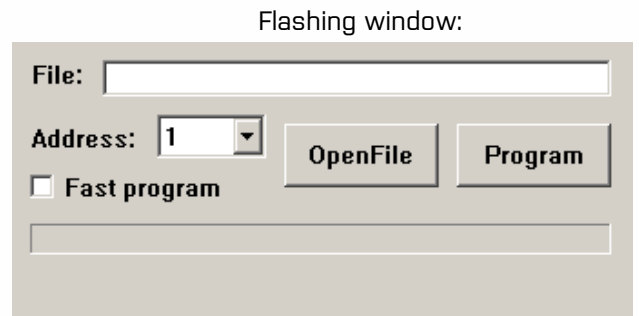 Flashing window:
File:
Address: 1
OpenFile
Program
Fast program